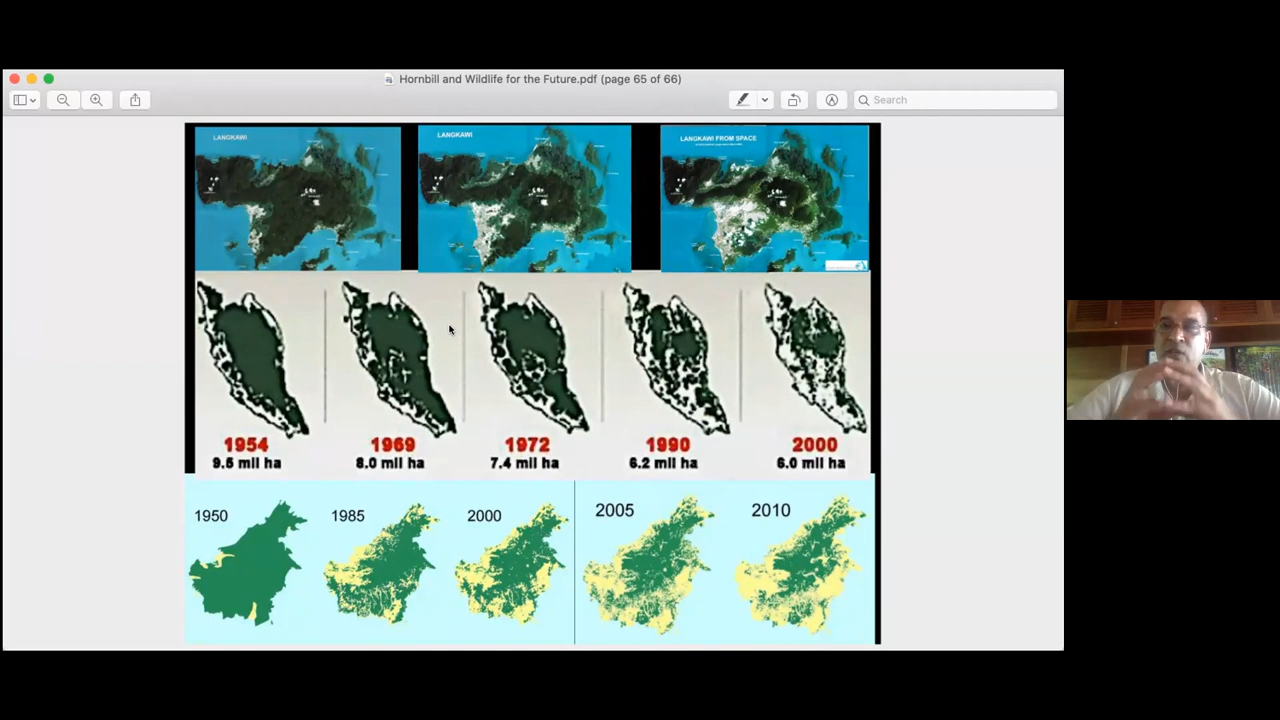 Hornbill and Wildlife for the Future.pdf (page 65 of 66)
Search
LANGKAWI
LANGKAWI
LANGKAWI FROM SPACE
1954
9.5 mil ha
1969
8.0 mil ha
1972
7.4 mil ha
1990
6.2 mil ha
2000
6.0 mil ha
1950
1985
2000
2005
2010